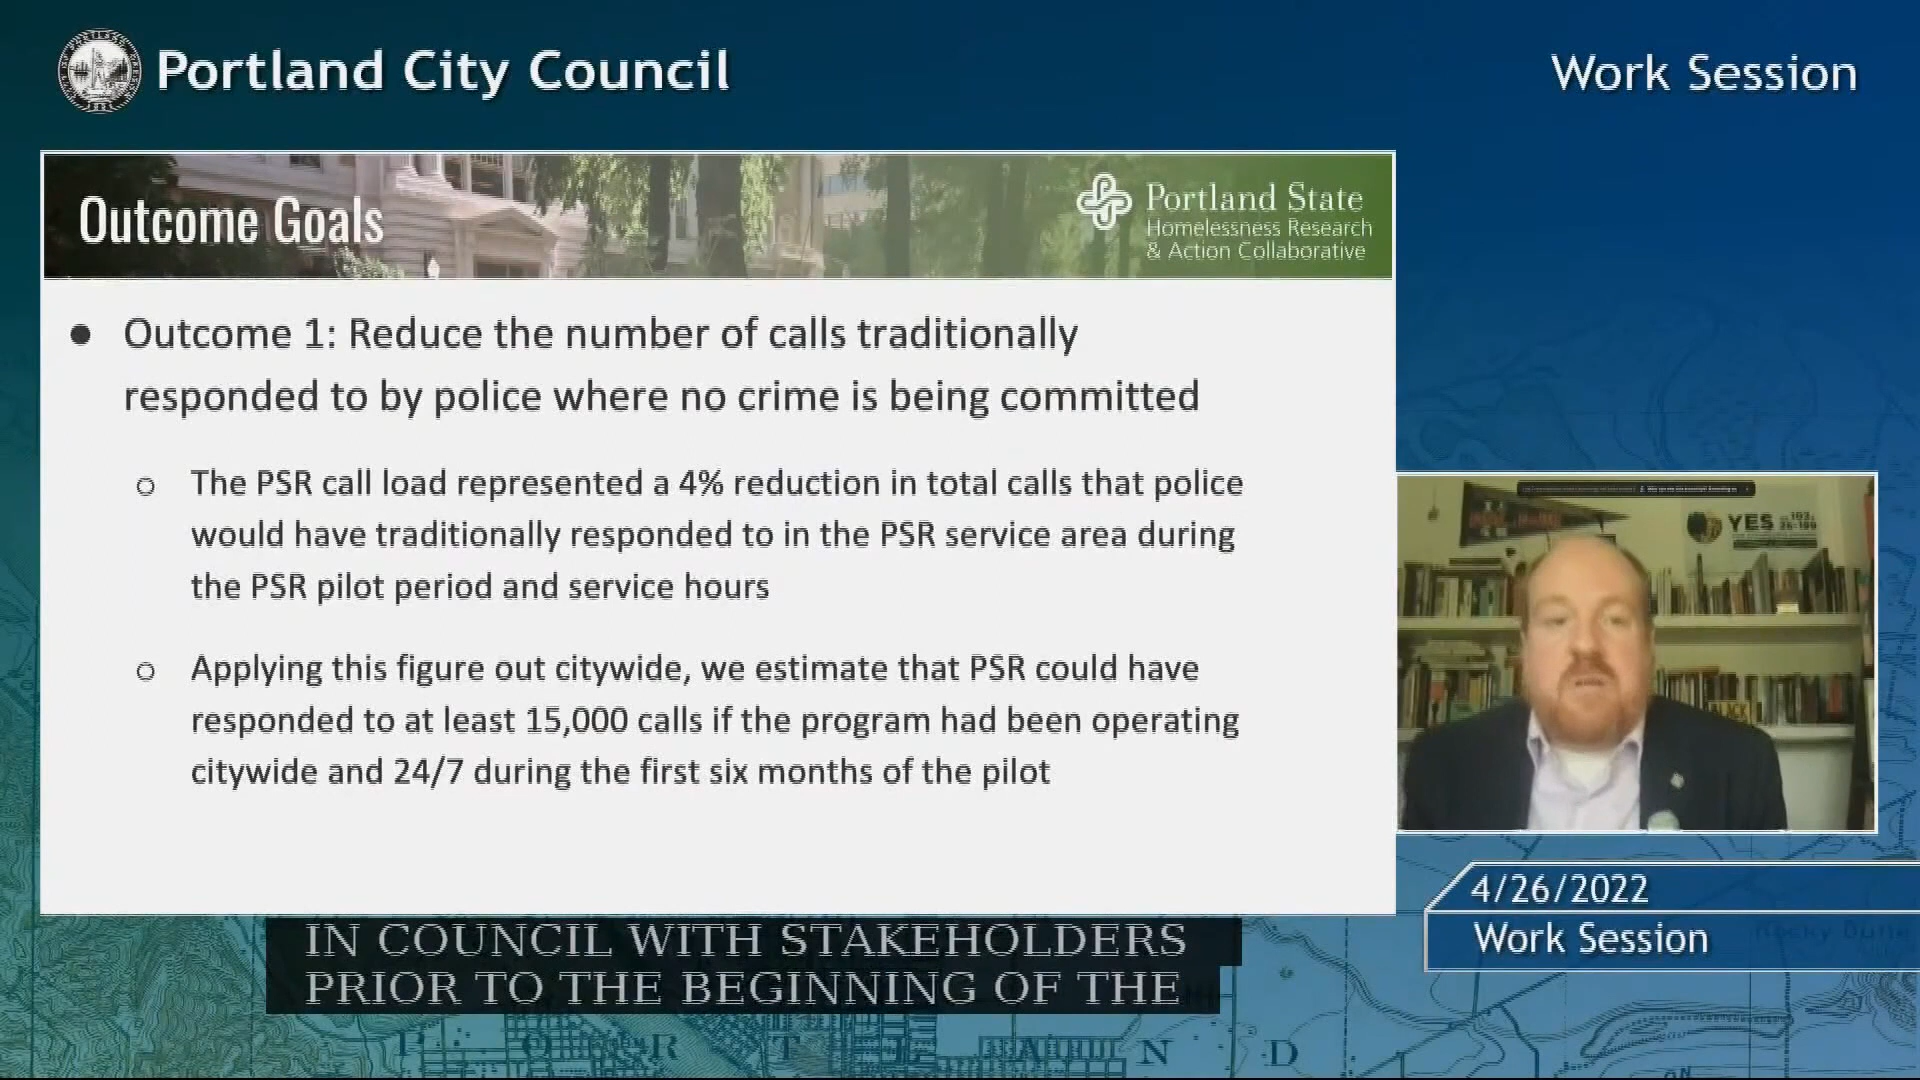 Portland City Council
Work Session
Outcome Goals
Portland State
Homelessness Research
& Action Collaborative
● Outcome 1: Reduce the number of calls traditionally
responded to by police where no crime is being committed
○ The PSR call load represented a 4% reduction in total calls that police
would have traditionally responded to in the PSR service area during
the PSR pilot period and service hours
○ Applying this figure out citywide, we estimate that PSR could have
responded to at least 15,000 calls if the program had been operating
citywide and 24/7 during the first six months of the pilot
YES
BLACK
4/26/2022
Work Session
IN COUNCIL WITH STAKEHOLDERS
PRIOR TO THE BEGINNING OF THE
P O R T L A N D